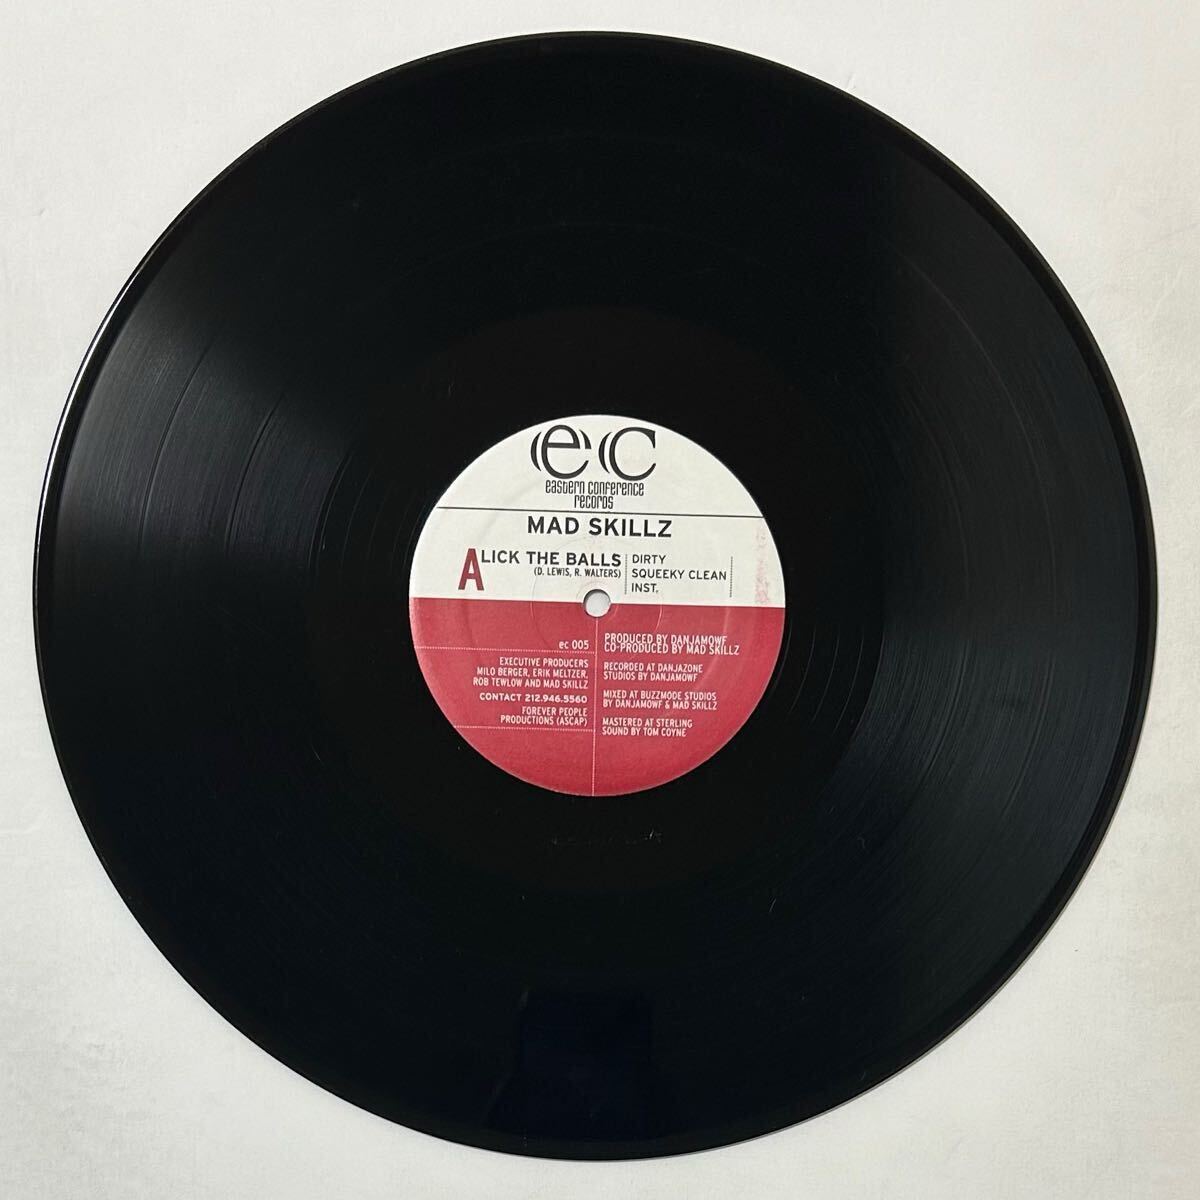 ec
eastern conference
records
MAD SKILLZ
A
LICK THE BALLS
(D. LEWIS, R. WALTERS)
DIRTY
SQUEEKY CLEAN
INST.
ec 005
EXECUTIVE PRODUCERS
MILO BERGER, ERIK MELTZER,
ROB TEWLOW AND MAD SKILLZ
CONTACT 212.946.5560
FOREVER PEOPLE
PRODUCTIONS (ASCAP)
PRODUCED BY DANJAMOWF
CO-PRODUCED BY MAD SKILLZ
RECORDED AT DANJAZONE
STUDIOS BY DANJAMOWF
MIXED AT BUZZMODE STUDIOS
BY DANJAMOWF & MAD SKILLZ
MASTERED AT STERLING
SOUND BY TOM COYNE